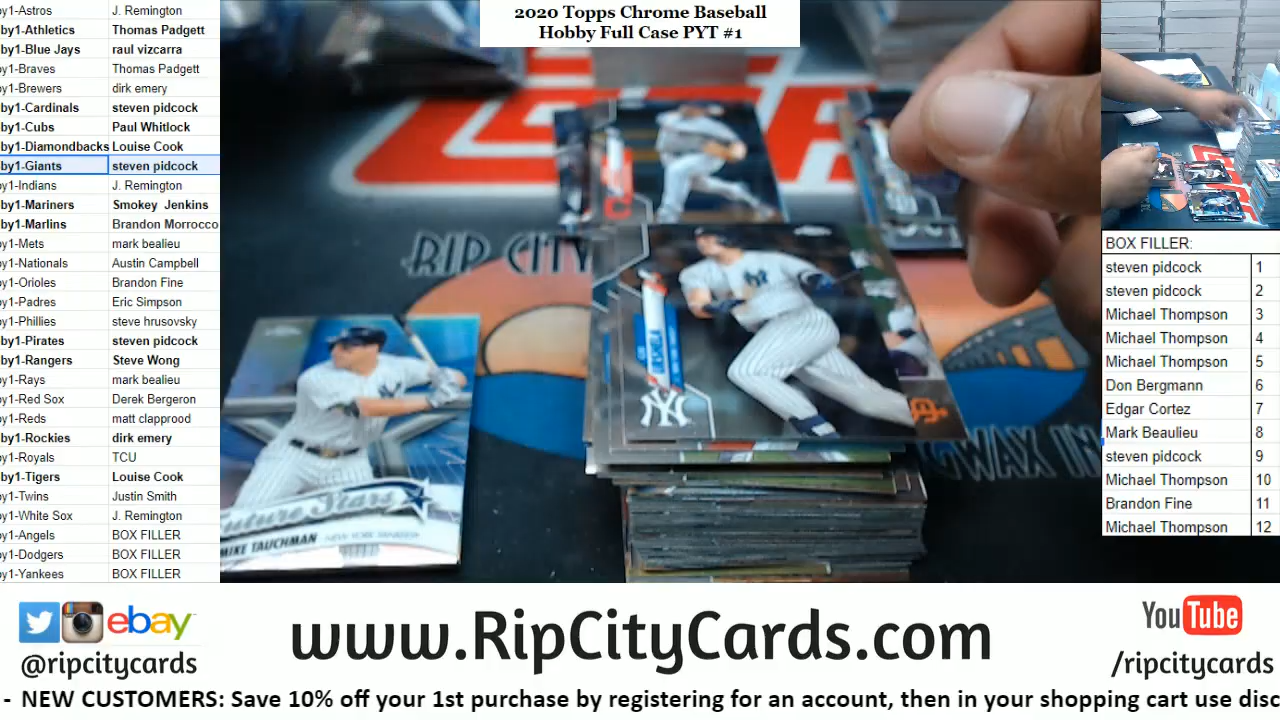 2020 Topps Chrome Baseball
Hobby Full Case PYT #1
by1-Astros J. Remington
by1-Athletics Thomas Padgett
by1-Blue Jays raul vizcarra
by1-Braves Thomas Padgett
by1-Brewers dirk emery
by1-Cardinals steven pidcock
by1-Cubs Paul Whitlock
by1-Diamondbacks Louise Cook
by1-Giants steven pidcock
by1-Indians J. Remington
by1-Mariners Smokey Jenkins
by1-Marlins Brandon Morrocco
by1-Mets mark bealieu
by1-Nationals Austin Campbell
by1-Orioles Brandon Fine
by1-Padres Eric Simpson
by1-Phillies steve hrusovsky
by1-Pirates steven pidcock
by1-Rangers Steve Wong
by1-Rays mark bealieu
by1-Red Sox Derek Bergeron
by1-Reds matt clapprood
by1-Rockies dirk emery
by1-Royals TCU
by1-Tigers Louise Cook
by1-Twins Justin Smith
by1-White Sox J. Remington
by1-Angels BOX FILLER
by1-Dodgers BOX FILLER
by1-Yankees BOX FILLER
RIP CITY
WAX IN
NY
Future Stars
MIKE TAUCHMAN NEW YORK YANKEES
BOX FILLER:
steven pidcock 1
steven pidcock 2
Michael Thompson 3
Michael Thompson 4
Michael Thompson 5
Don Bergmann 6
Edgar Cortez 7
Mark Beaulieu 8
steven pidcock 9
Michael Thompson 10
Brandon Fine 11
Michael Thompson 12
ebay
@ripcitycards
www.RipCityCards.com
YouTube
/ripcitycards
- NEW CUSTOMERS: Save 10% off your 1st purchase by registering for an account, then in your shopping cart use disc